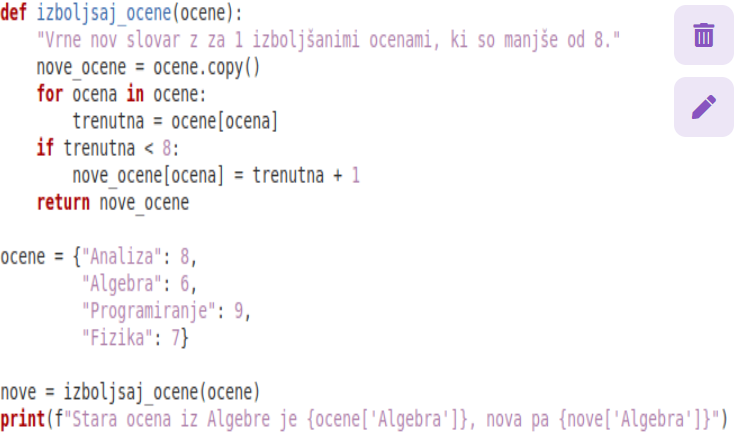 def izboljsaj_ocene(ocene):
    "Vrne nov slovar z za 1 izboljšanimi ocenami, ki so manjše od 8."
    nove_ocene = ocene.copy()
    for ocena in ocene:
        trenutna = ocene[ocena]
    if trenutna < 8:
        nove_ocene[ocena] = trenutna + 1
    return nove_ocene

ocene = {"Analiza": 8,
         "Algebra": 6,
         "Programiranje": 9,
         "Fizika": 7}

nove = izboljsaj_ocene(ocene)
print(f"Stara ocena iz Algebre je {ocene['Algebra']}, nova pa {nove['Algebra']}")